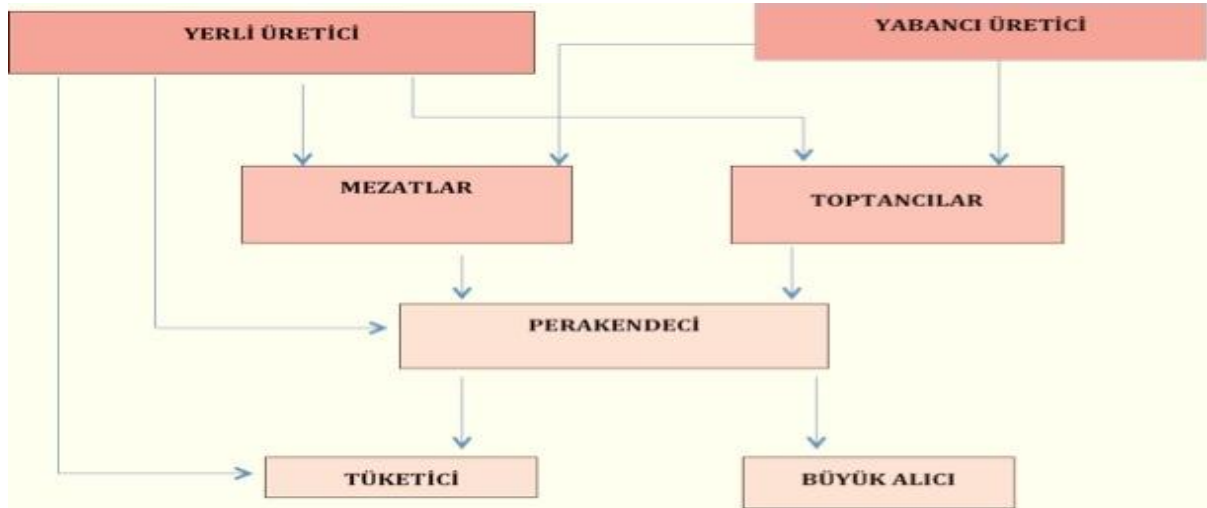 YERLİ ÜRETİCİ
YABANCI ÜRETİCİ
MEZATLAR
TOPTANCILAR
PERAKENDECİ
TÜKETİCİ
BÜYÜK ALICI